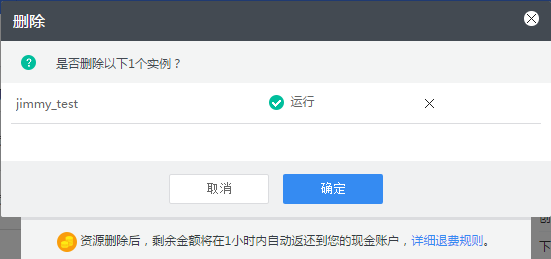 删除
是否删除以下1个实例？
jimmy_test 运行
取消 确定
资源删除后，剩余金额将在1小时内自动返还到您的现金账户，详细退费规则。
下